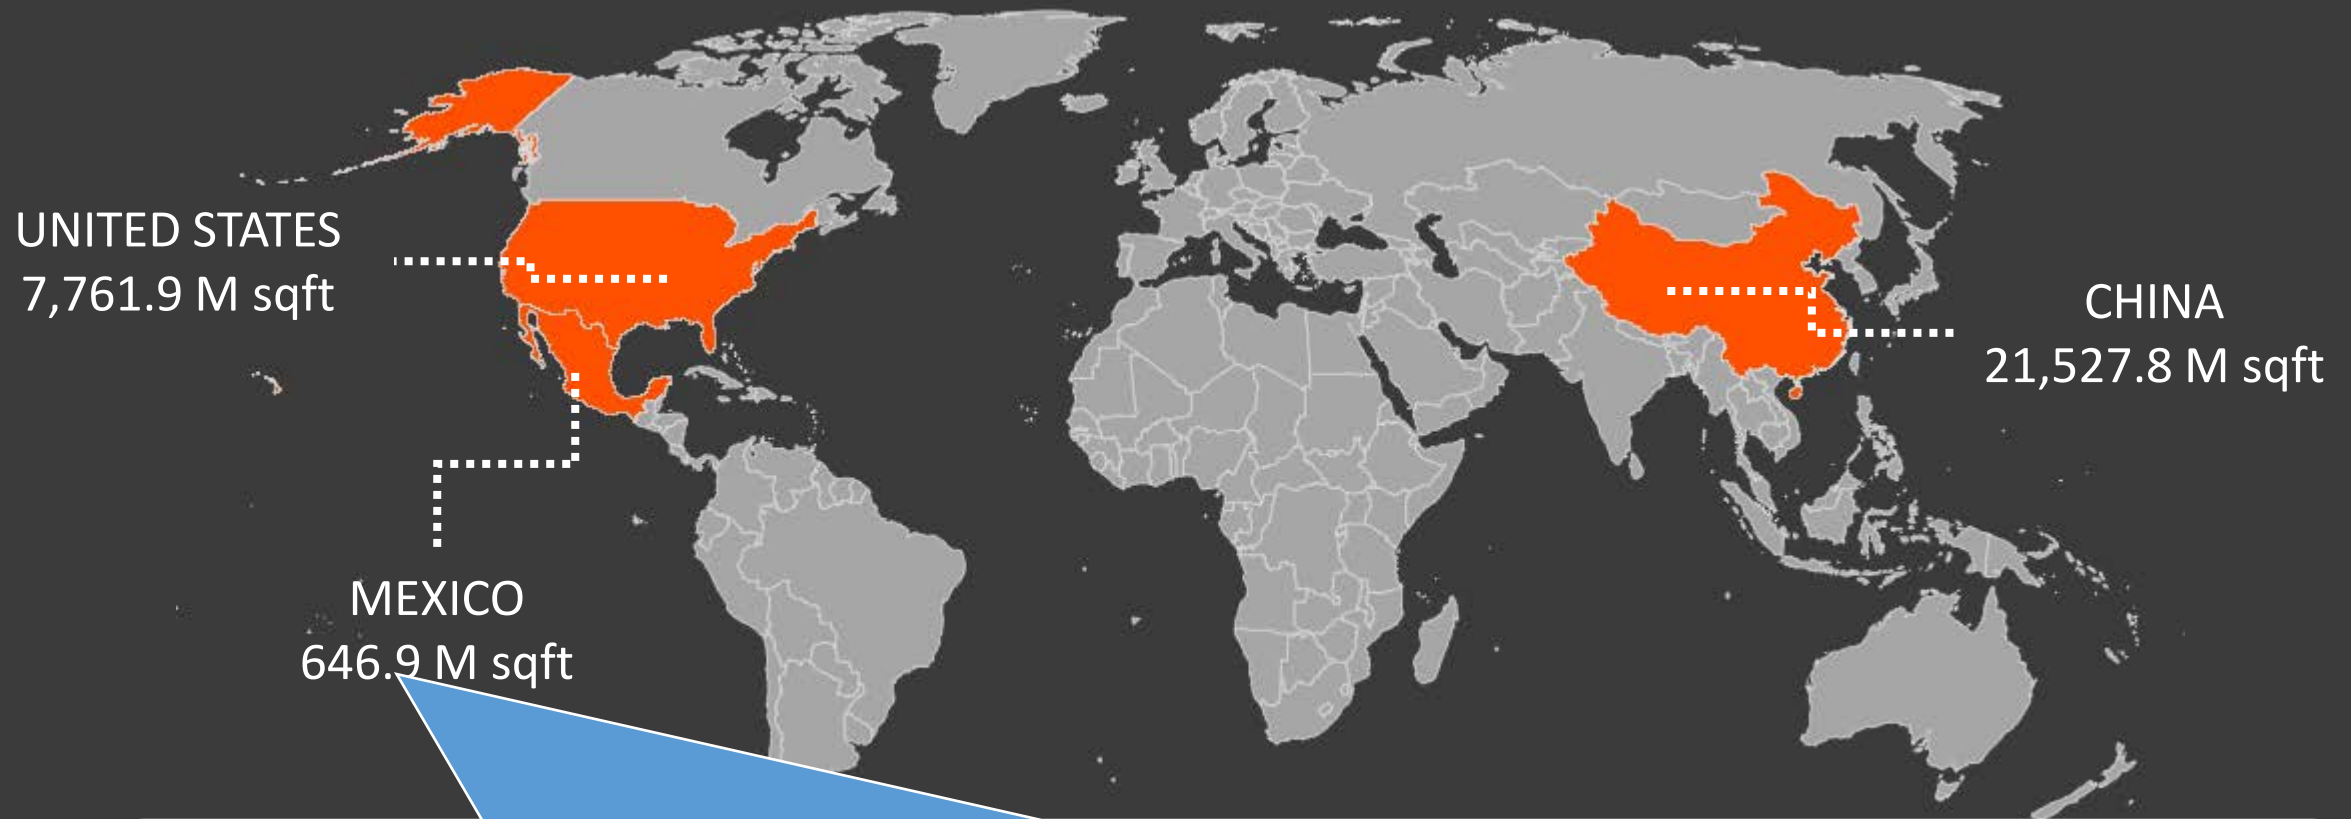 UNITED STATES
7,761.9 M sqft
CHINA
21,527.8 M sqft
MEXICO
646.9 M sqft